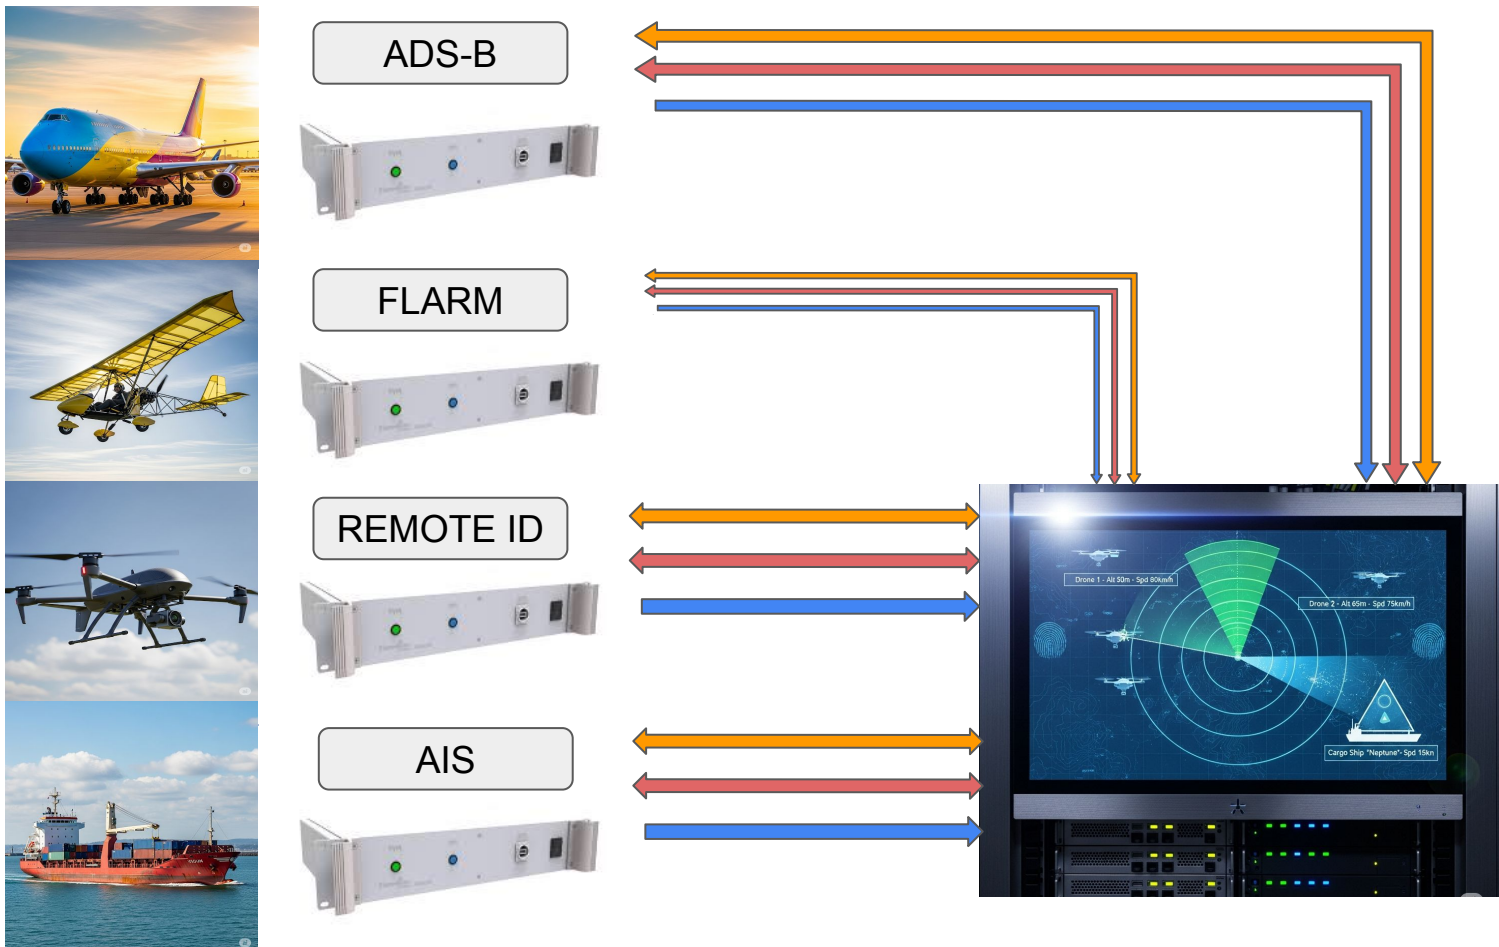 ADS-B
FLARM
REMOTE ID
AIS
Drone 1 - Alt 50m - Spd 80km/h
Drone 2 - Alt 65m - Spd 75km/h
Cargo Ship "Neptune"- Spd 15kn